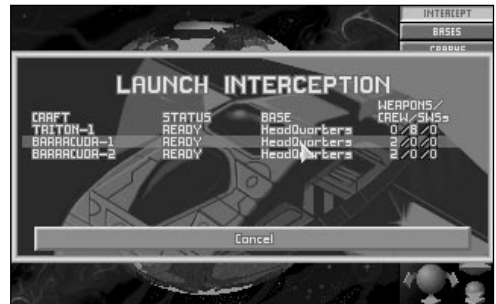 INTERCEPT
BASES
GRAPHS
LAUNCH INTERCEPTION
WEAPONS/
CRAFT STATUS BASE CREW/SWSs
TRITON-1 READY HeadQuarters 0/8/0
BARRACUDA-1 READY HeadQuarters 2/0/0
BARRACUDA-2 READY HeadQuarters 2/0/0
Cancel